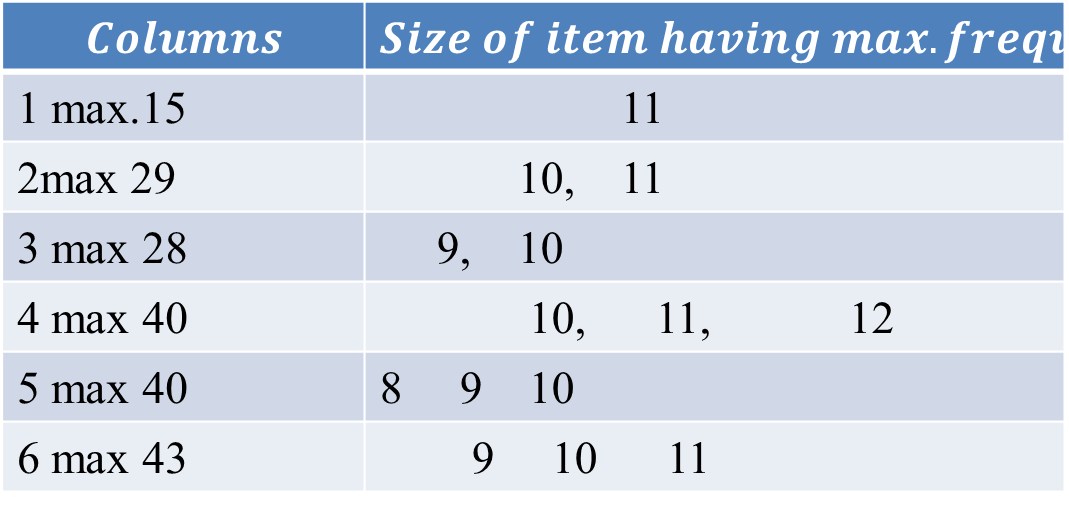 Columns Size of item having max. frequ
1 max.15 11
2max 29 10, 11
3 max 28 9, 10
4 max 40 10, 11, 12
5 max 40 8 9 10
6 max 43 9 10 11